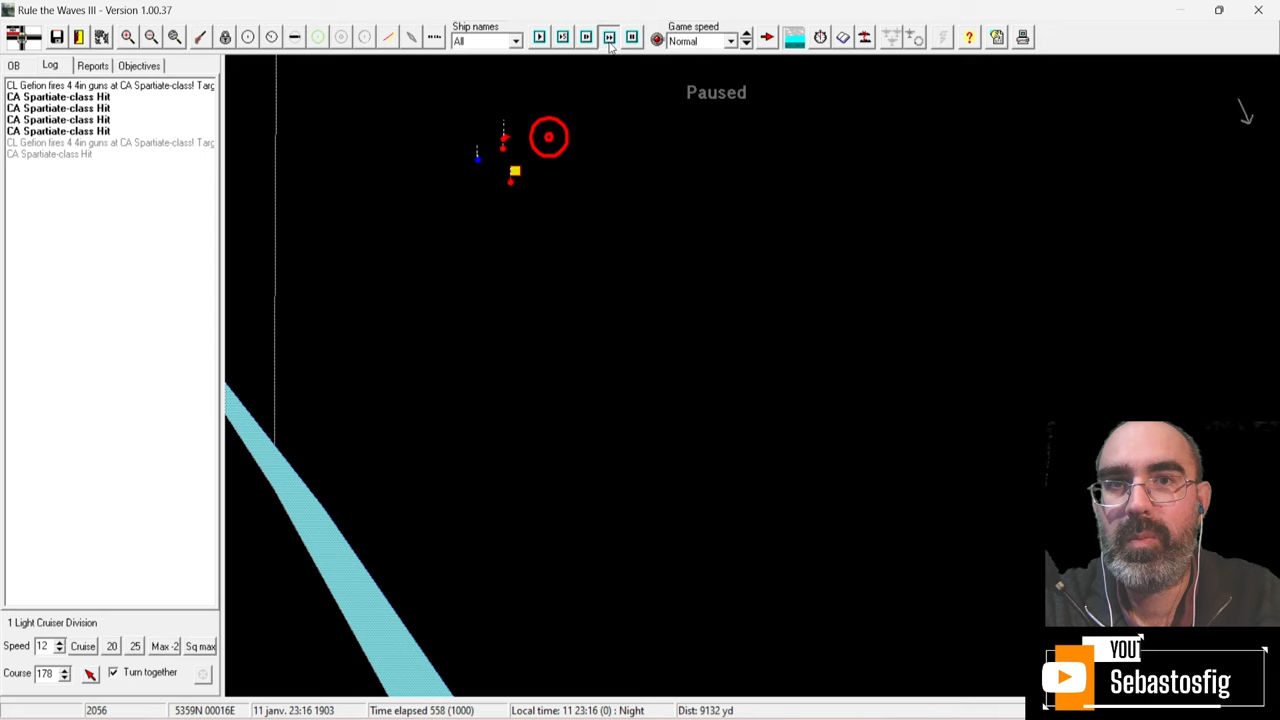 Rule the Waves III - Version 1.00.37
Ship names
All
Game speed
Normal
OB
Log
Reports
Objectives
CL Gefion fires 4 4in guns at CA Spartiate-class! Targ
CA Spartiate-class Hit
CA Spartiate-class Hit
CA Spartiate-class Hit
CA Spartiate-class Hit
CL Gefion fires 4 4in guns at CA Spartiate-class! Targ
CA Spartiate-class Hit
Paused
1 Light Cruiser Division
Speed 12 Cruise 20 25 Max -2 Sq max
Course 178 Turn together
2056
5359N 00016E
11 janv. 23:16 1903
Time elapsed 558 (1000)
Local time: 11 23:16 (0) : Night
Dist: 9132 yd
YOUT
Sebastosfig